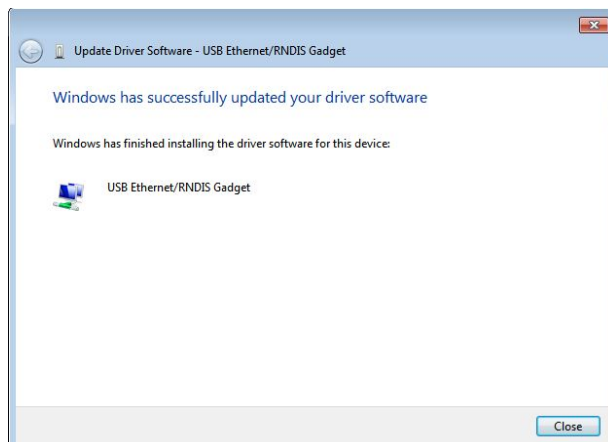 Update Driver Software - USB Ethernet/RNDIS Gadget
Windows has successfully updated your driver software
Windows has finished installing the driver software for this device:
USB Ethernet/RNDIS Gadget
Close